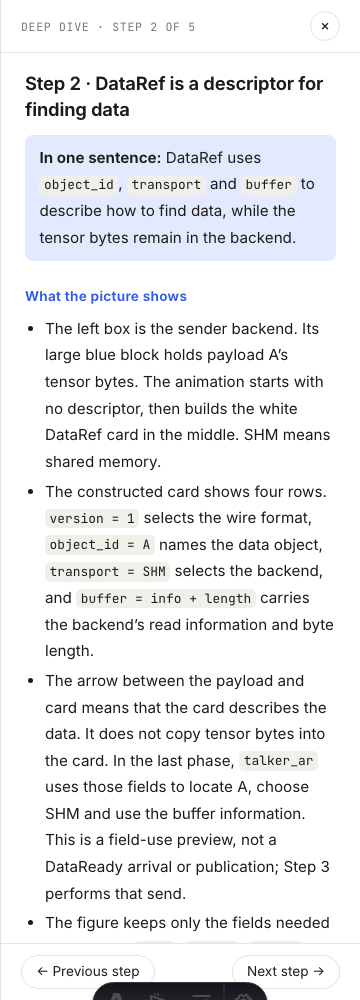 DEEP DIVE · STEP 2 OF 5
×
Step 2 · DataRef is a descriptor for
finding data
In one sentence: DataRef uses
object_id , transport and buffer to
describe how to find data, while the
tensor bytes remain in the backend.
What the picture shows
• The left box is the sender backend. Its
large blue block holds payload A’s
tensor bytes. The animation starts with
no descriptor, then builds the white
DataRef card in the middle. SHM means
shared memory.
• The constructed card shows four rows.
version = 1 selects the wire format,
object_id = A names the data object,
transport = SHM selects the backend,
and buffer = info + length carries
the backend’s read information and byte
length.
• The arrow between the payload and
card means that the card describes the
data. It does not copy tensor bytes into
the card. In the last phase, talker_ar
uses those fields to locate A, choose
SHM and use the buffer information.
This is a field-use preview, not a
DataReady arrival or publication; Step 3
performs that send.
• The figure keeps only the fields needed
← Previous step
Next step →